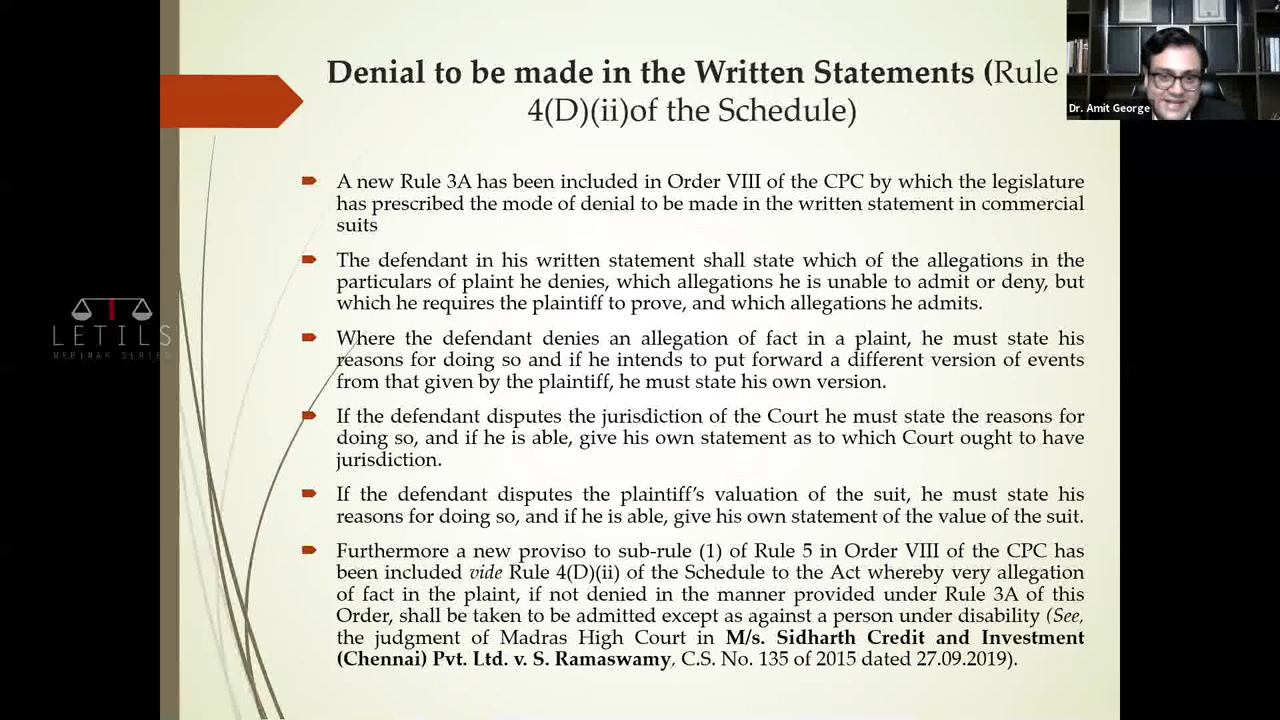 Denial to be made in the Written Statements (Rule
4(D)(ii)of the Schedule)
Dr. Amit George
A new Rule 3A has been included in Order VIII of the CPC by which the legislature
has prescribed the mode of denial to be made in the written statement in commercial
suits
The defendant in his written statement shall state which of the allegations in the
particulars of plaint he denies, which allegations he is unable to admit or deny, but
which he requires the plaintiff to prove, and which allegations he admits.
LETILS
WEBINAR SERIES
Where the defendant denies an allegation of fact in a plaint, he must state his
reasons for doing so and if he intends to put forward a different version of events
from that given by the plaintiff, he must state his own version.
If the defendant disputes the jurisdiction of the Court he must state the reasons for
doing so, and if he is able, give his own statement as to which Court ought to have
jurisdiction.
If the defendant disputes the plaintiff's valuation of the suit, he must state his
reasons for doing so, and if he is able, give his own statement of the value of the suit.
Furthermore a new proviso to sub-rule (1) of Rule 5 in Order VIII of the CPC has
been included vide Rule 4(D)(ii) of the Schedule to the Act whereby very allegation
of fact in the plaint, if not denied in the manner provided under Rule 3A of this
Order, shall be taken to be admitted except as against a person under disability (See,
the judgment of Madras High Court in M/s. Sidharth Credit and Investment
(Chennai) Pvt. Ltd. v. S. Ramaswamy, C.S. No. 135 of 2015 dated 27.09.2019).